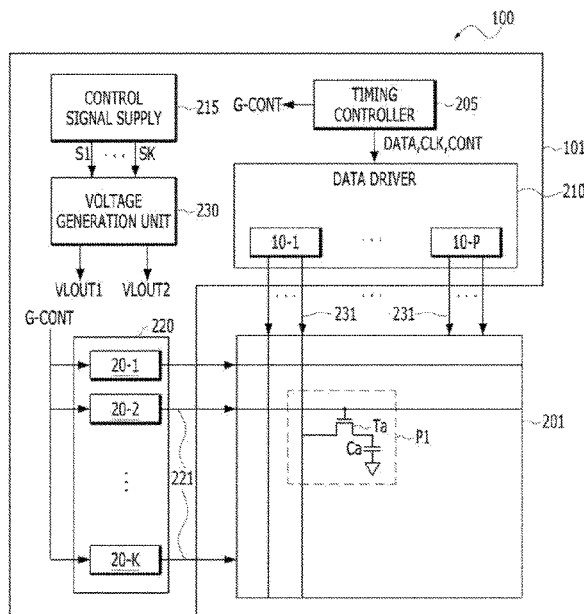 100
CONTROL
SIGNAL SUPPLY
215
G-CONT
TIMING
CONTROLLER
205
S1 ... SK
DATA,CLK,CONT
101
VOLTAGE
GENERATION UNIT
230
DATA DRIVER
210
10-1 ... 10-P
VLOUT1 VLOUT2
... 231 231 ...
G-CONT
220
20-1
20-2
201
Ta
P1
Ca
221
20-K